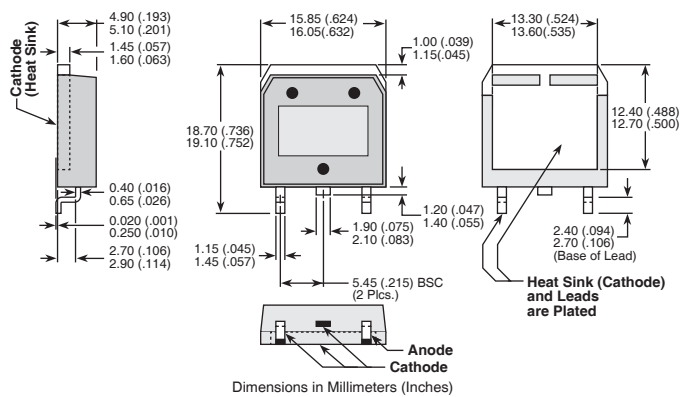 4.90 (.193)
5.10 (.201)
1.45 (.057)
1.60 (.063)
Cathode
(Heat Sink)
0.40 (.016)
0.65 (.026)
0.020 (.001)
0.250 (.010)
2.70 (.106)
2.90 (.114)
15.85 (.624)
16.05(.632)
1.00 (.039)
1.15(.045)
18.70 (.736)
19.10 (.752)
1.20 (.047)
1.40 (.055)
1.90 (.075)
2.10 (.083)
1.15 (.045)
1.45 (.057)
5.45 (.215) BSC
(2 Plcs.)
13.30 (.524)
13.60(.535)
12.40 (.488)
12.70 (.500)
2.40 (.094)
2.70 (.106)
(Base of Lead)
Heat Sink (Cathode)
and Leads
are Plated
Anode
Cathode
Dimensions in Millimeters (Inches)